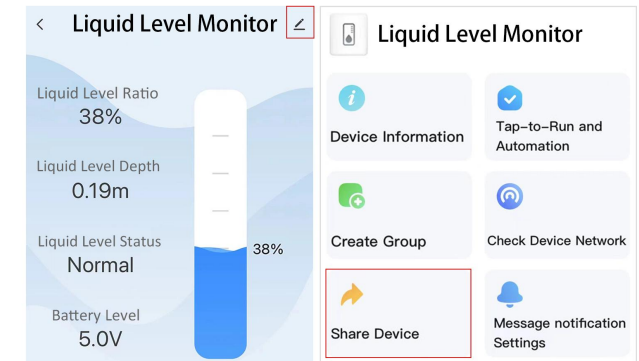 Liquid Level Monitor
Liquid Level Ratio
38%
Liquid Level Depth
0.19m
Liquid Level Status
Normal
Battery Level
5.0V
38%
Liquid Level Monitor
Device Information
Tap-to-Run and
Automation
Create Group
Check Device Network
Share Device
Message notification
Settings